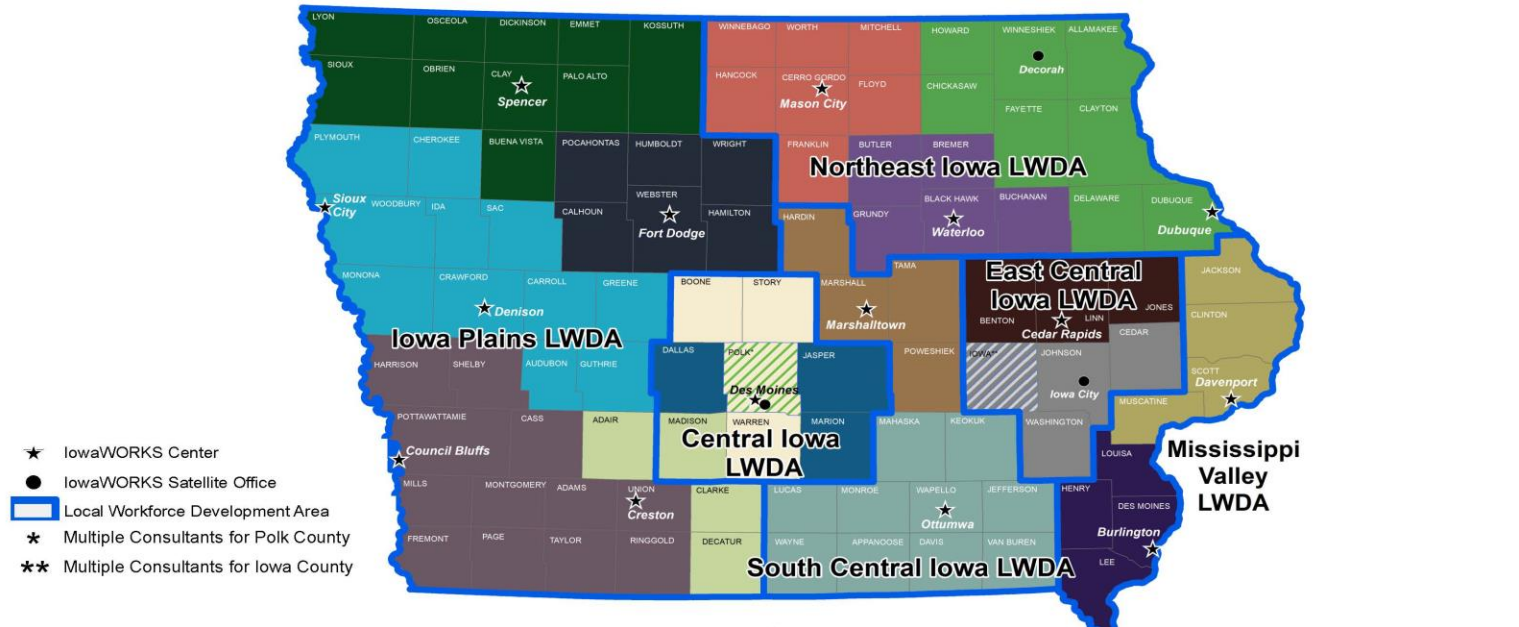 LYON
OSCEOLA
DICKINSON
EMMET
KOSSUTH
WINNEBAGO
WORTH
MITCHELL
HOWARD
WINNESHIEK
ALLAMAKEE
SIOUX
OBRIEN
CLAY
PALO ALTO
HANCOCK
CERRO GORDO
FLOYD
CHICKASAW
Decorah
Spencer
Mason City
FAYETTE
CLAYTON
PLYMOUTH
CHEROKEE
BUENA VISTA
POCAHONTAS
HUMBOLDT
WRIGHT
FRANKLIN
BUTLER
BREMER
Northeast Iowa LWDA
Sioux
City
WOODBURY
IDA
SAC
CALHOUN
WEBSTER
HAMILTON
Fort Dodge
HARDIN
GRUNDY
BLACK HAWK
Waterloo
BUCHANAN
DELAWARE
DUBUQUE
Dubuque
MONONA
CRAWFORD
CARROLL
GREENE
BOONE
STORY
MARSHALL
TAMA
East Central
Iowa LWDA
JACKSON
Denison
Marshalltown
BENTON
LINN
JONES
Cedar Rapids
CLINTON
Iowa Plains LWDA
HARRISON
SHELBY
AUDUBON
GUTHRIE
DALLAS
POLK*
JASPER
POWESHIEK
IOWA**
JOHNSON
CEDAR
Iowa City
SCOTT
Davenport
Des Moines
MUSCATINE
POTTAWATTAMIE
CASS
ADAIR
MADISON
WARREN
MARION
MAHASKA
KEOKUK
WASHINGTON
Central Iowa
LWDA
LOUISA
Mississippi
Valley
LWDA
Council Bluffs
MILLS
MONTGOMERY
ADAMS
UNION
Creston
CLARKE
LUCAS
MONROE
WAPELLO
Ottumwa
JEFFERSON
HENRY
DES MOINES
Burlington
FREMONT
PAGE
TAYLOR
RINGGOLD
DECATUR
WAYNE
APPANOOSE
DAVIS
VAN BUREN
LEE
South Central Iowa LWDA
IowaWORKS Center
IowaWORKS Satellite Office
Local Workforce Development Area
* Multiple Consultants for Polk County
** Multiple Consultants for Iowa County